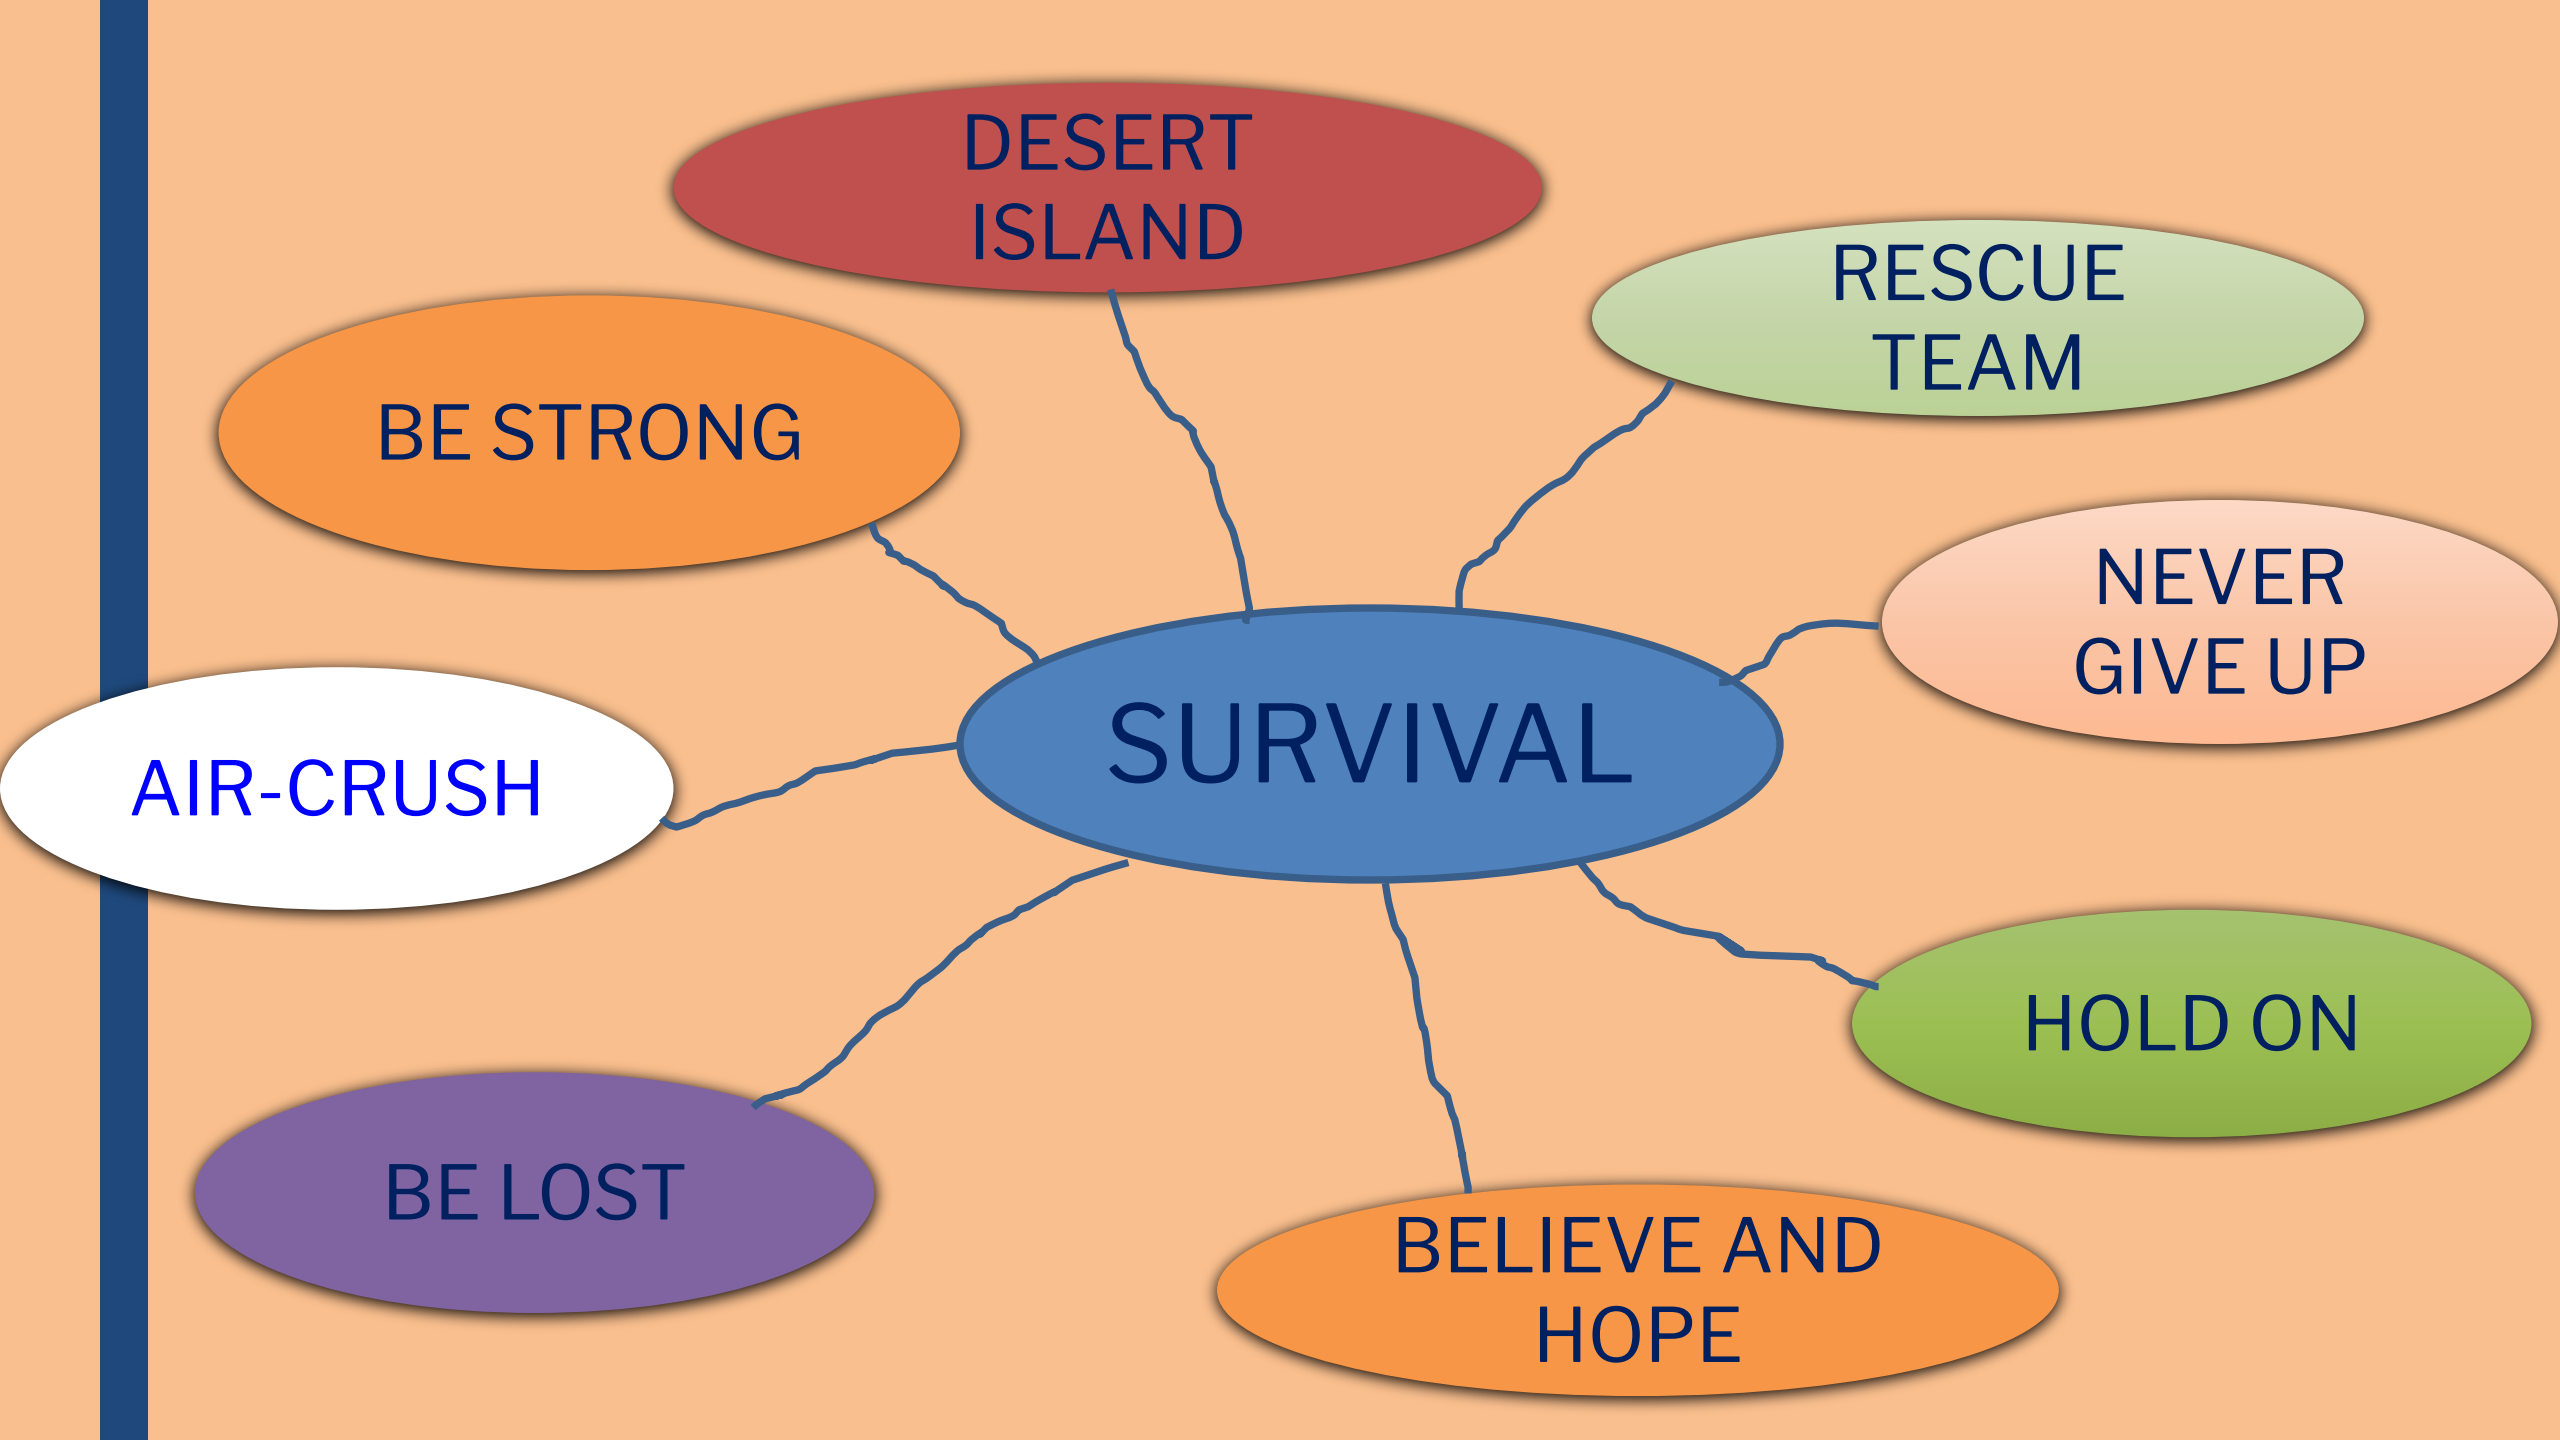 DESERT
ISLAND
RESCUE
TEAM
BE STRONG
NEVER
GIVE UP
SURVIVAL
AIR-CRUSH
HOLD ON
BE LOST
BELIEVE AND
HOPE